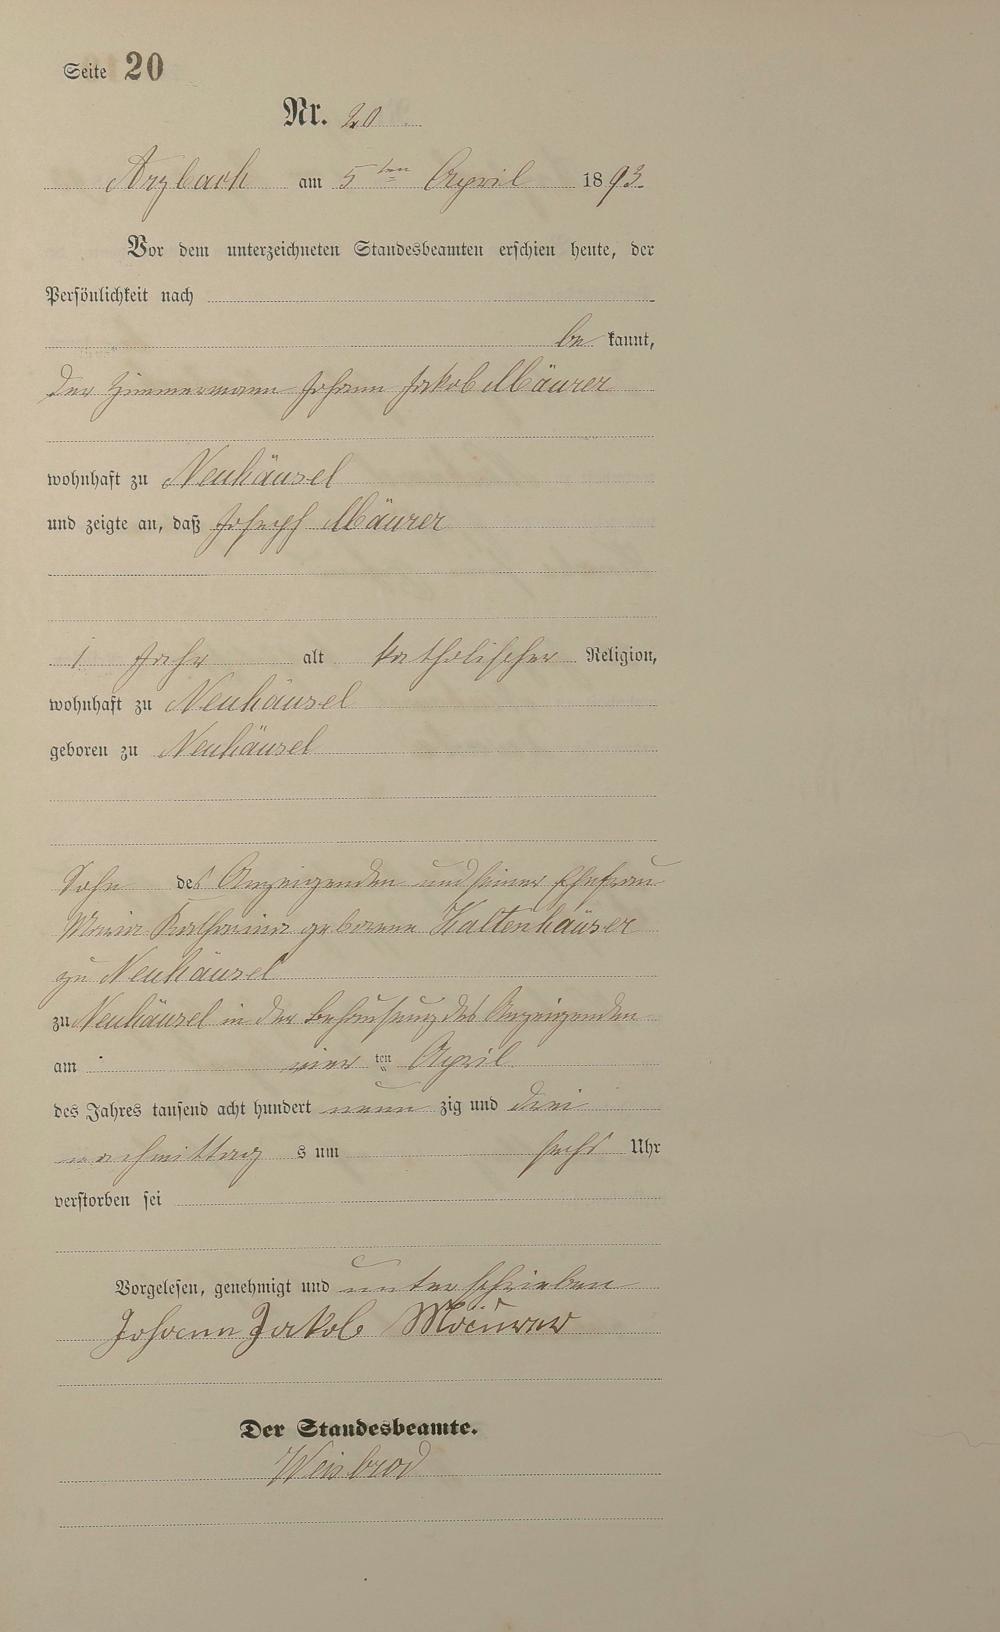 Seite 20
Nr. 20
Arzbach am 5ten April 1893.
Vor dem unterzeichneten Standesbeamten erschien heute, der
Persönlichkeit nach
be kannt,
der Zimmermann Johann Jakob Mäurer
wohnhaft zu Neuhäusel
und zeigte an, daß Joseph Mäurer
1 Jahr alt katholischer Religion,
wohnhaft zu Neuhäusel
geboren zu Neuhäusel
Sohn des Anzeigenden und seiner Ehefrau
Maria Katharina geborene Kaltenhäuser
zu Neuhäusel
zu Neuhäusel in der Behausung des Anzeigenden
am vier ten April
des Jahres tausend acht hundert neun zig und drei
nachmittag s um sechs Uhr
verstorben sei
Vorgelesen, genehmigt und unterschrieben
Johann Jakob Mäurer
Der Standesbeamte.
Weisbrod